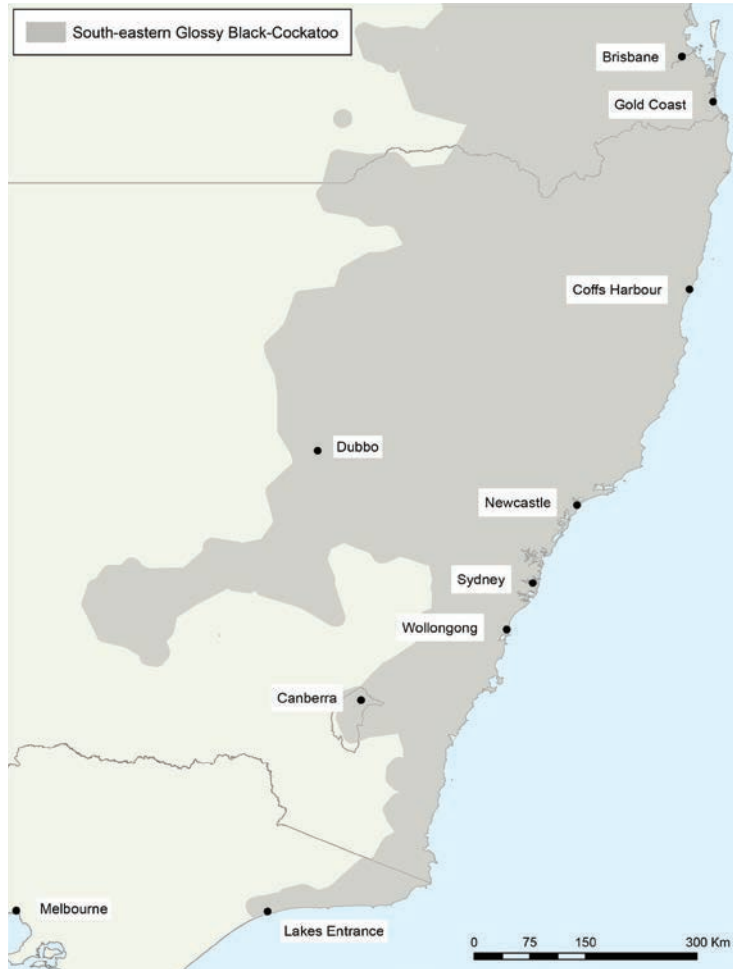 South-eastern Glossy Black-Cockatoo
Brisbane
Gold Coast
Coffs Harbour
Dubbo
Newcastle
Sydney
Wollongong
Canberra
Melbourne
Lakes Entrance
0 75 150 300 Km